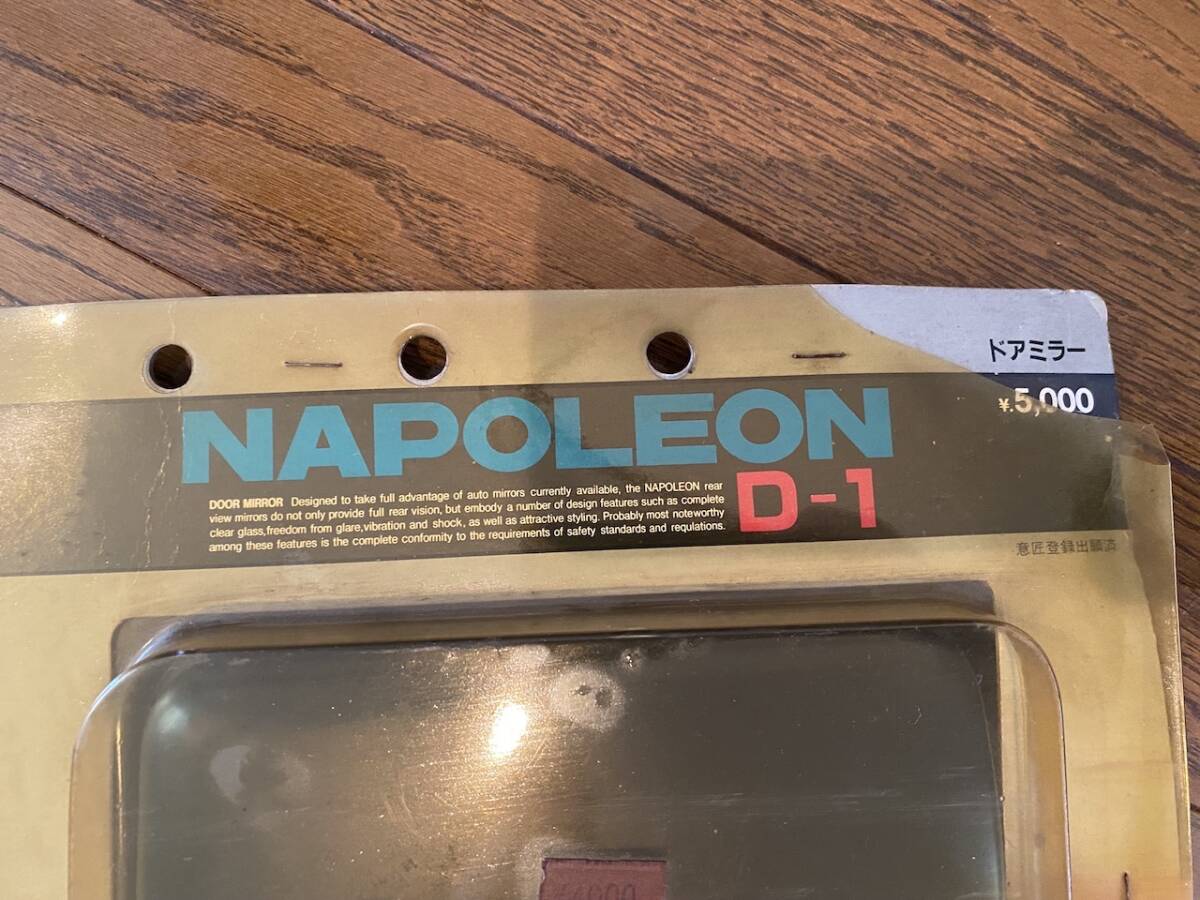 ドアミラー
¥.5,000
NAPOLEON
D-1
DOOR MIRROR Designed to take full advantage of auto mirrors currently available, the NAPOLEON rear
view mirrors do not only provide full rear vision, but embody a number of design features such as complete
clear glass,freedom from glare,vibration and shock, as well as attractive styling. Probably most noteworthy
among these features is the complete conformity to the requirements of safety standards and requlations.
意匠登録出願済